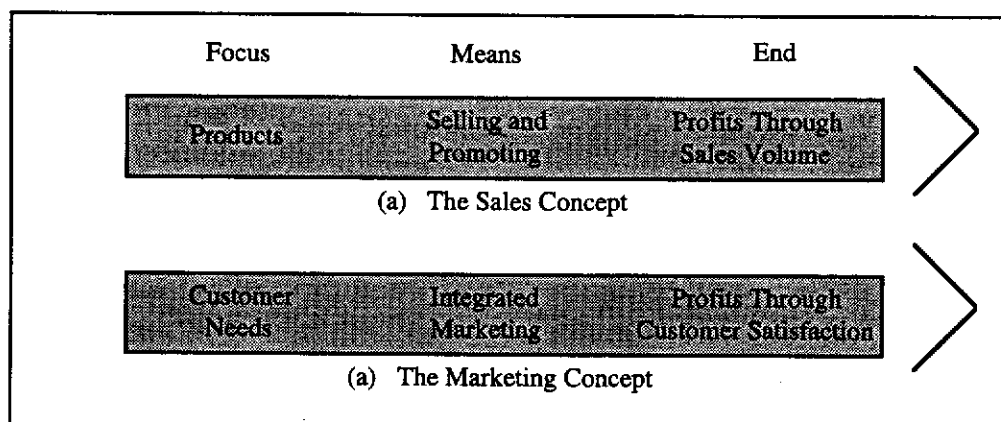 Focus Means End
Products Selling and Promoting Profits Through Sales Volume
(a) The Sales Concept
Customer Needs Integrated Marketing Profits Through Customer Satisfaction
(a) The Marketing Concept